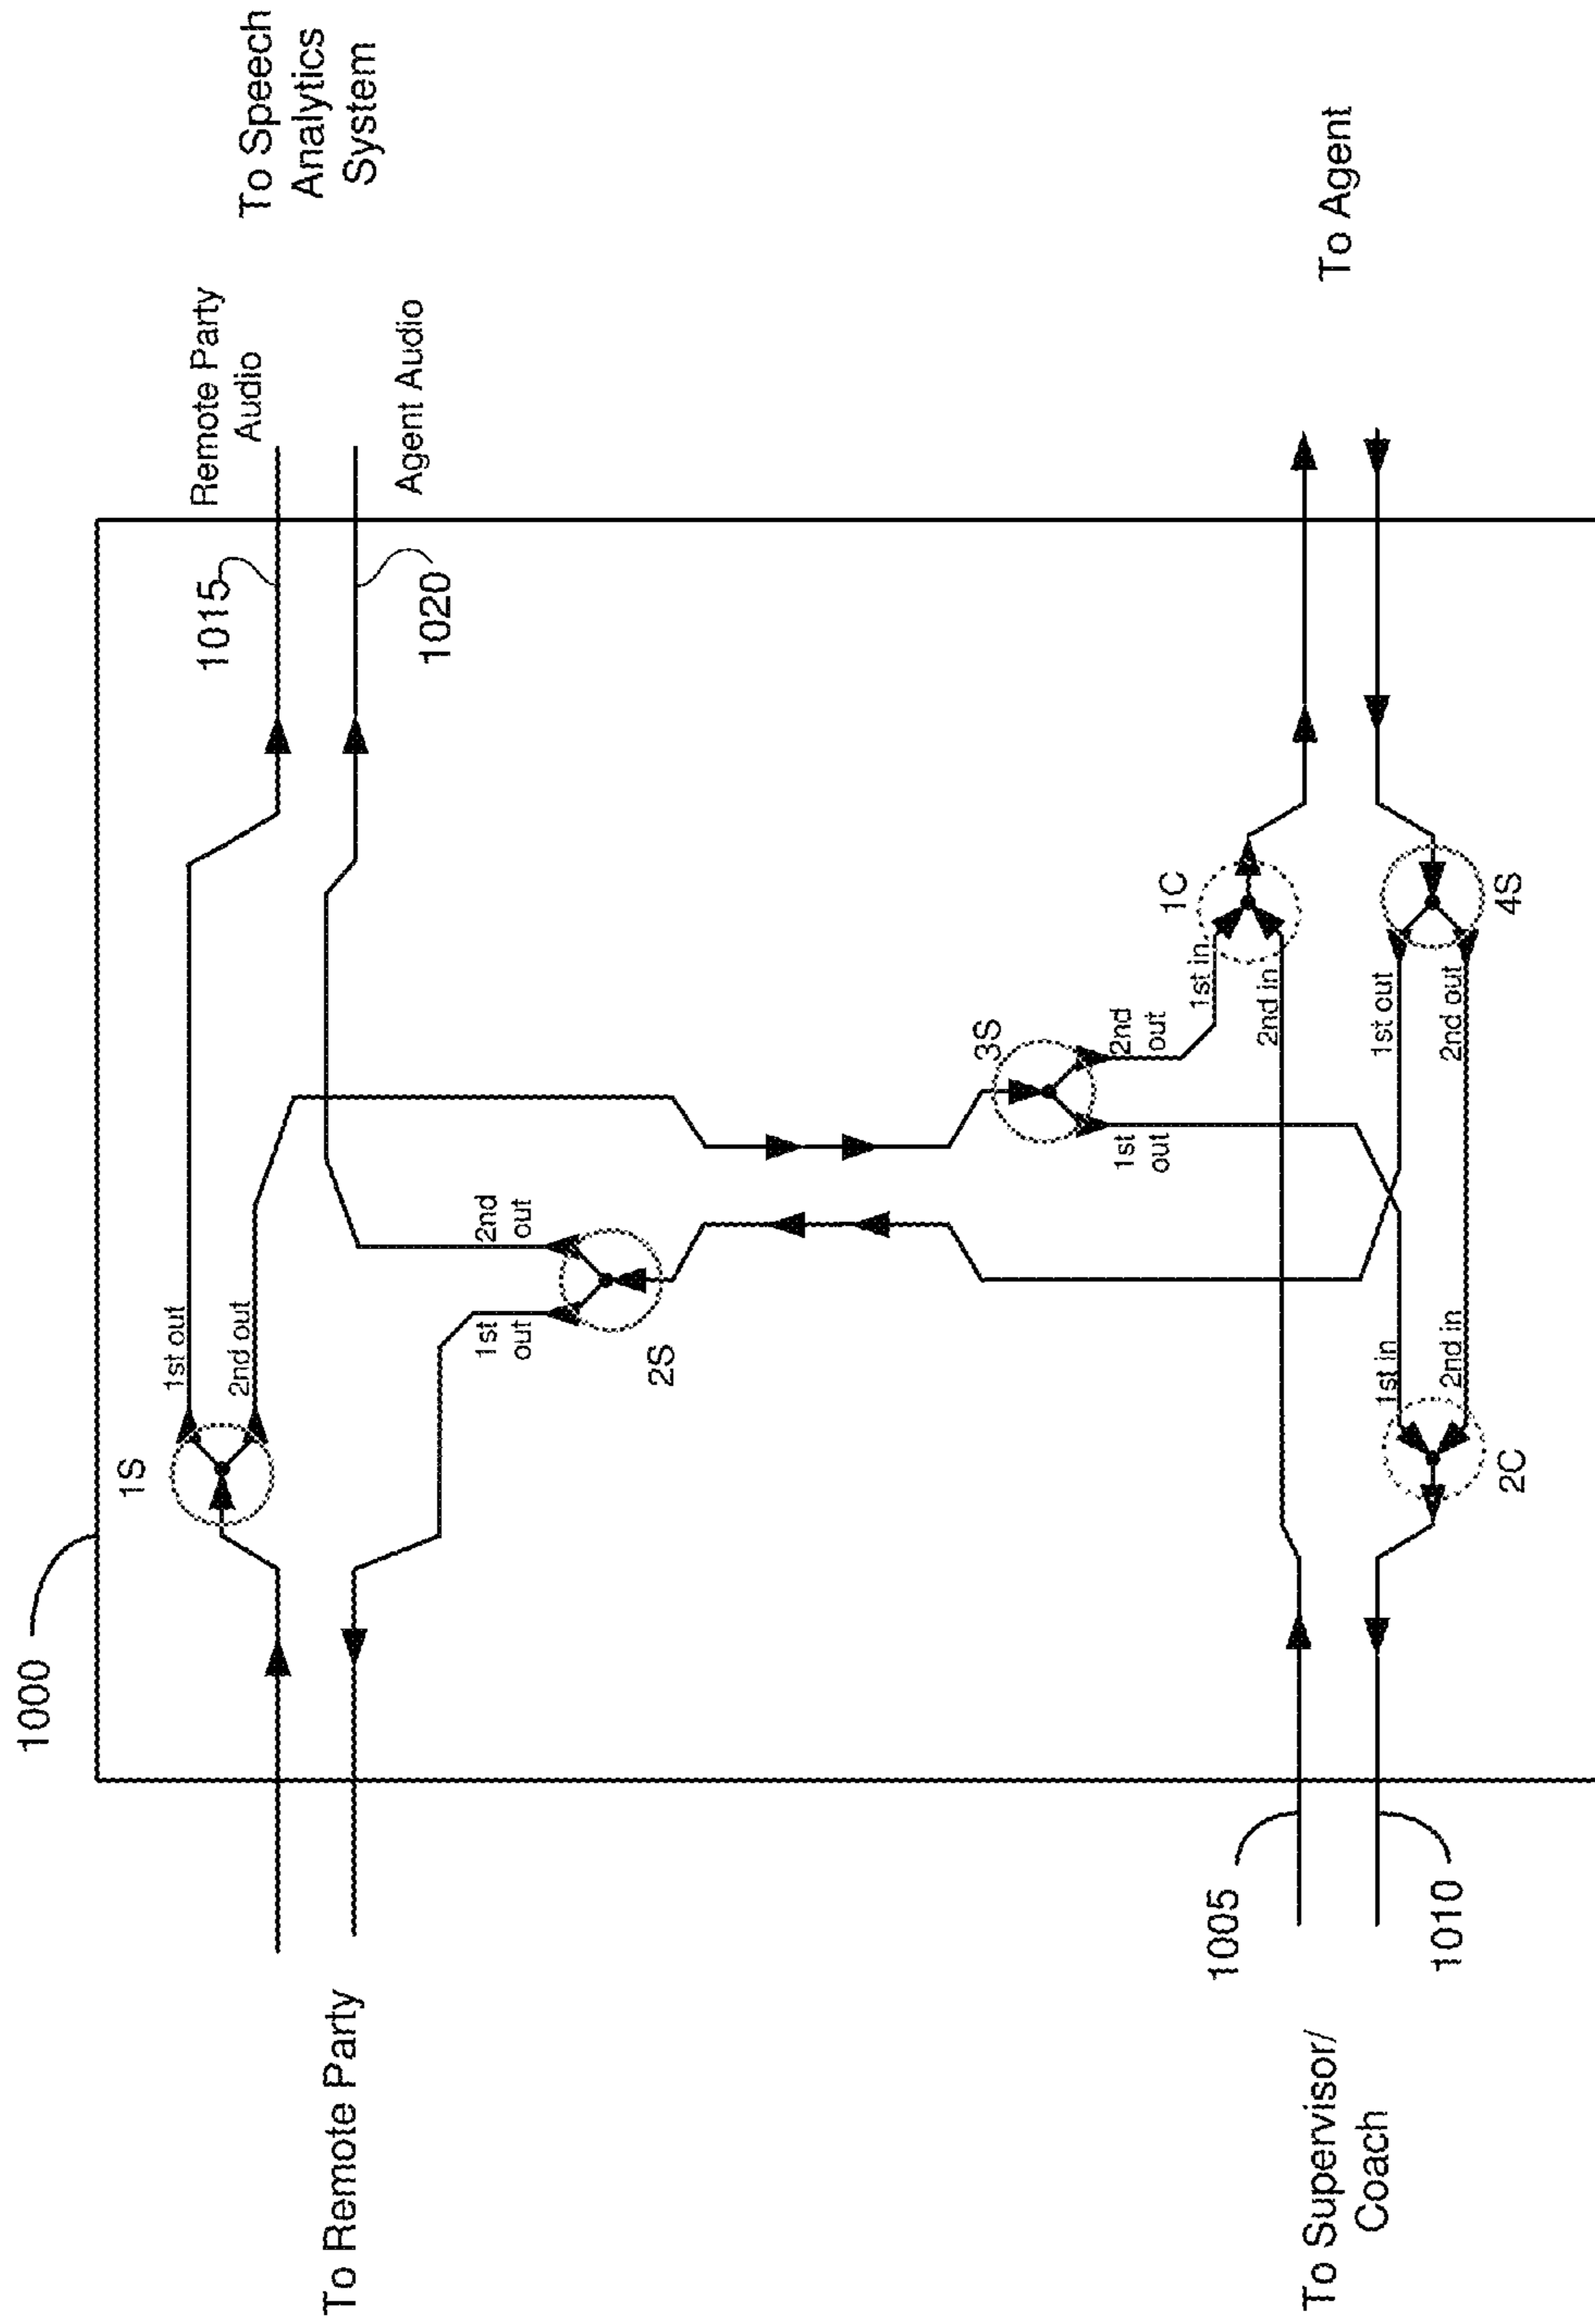 1000
To Remote Party
To Supervisor/
Coach
1005
1010
1S
1st out
2nd out
2S
1st
out
2nd
out
3S
1st
out
2nd
out
1C
1st in
2nd in
2C
1st in
2nd in
4S
1st out
2nd out
1015
1020
Remote Party
Audio
Agent Audio
To Speech
Analytics
System
To Agent